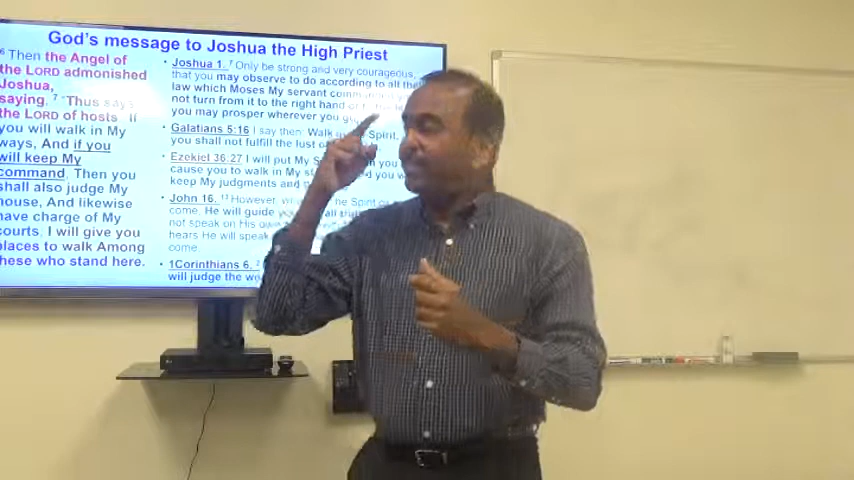 God's message to Joshua the High Priest
6 Then the Angel of
the LORD admonished
Joshua,
saying. 7 "Thus says
the LORD of hosts If
you will walk in My
ways, And if you
will keep My
command, Then you
shall also judge My
house, And likewise
have charge of My
courts. I will give you
places to walk Among
these who stand here.
• Joshua 1. 7 Only be strong and very courageous,
that you may observe to do according to all the
law which Moses My servant
not turn from it to the right hand or
you may prosper wherever you
• Galatians 5:16 I say then: Walk Spirit,
you shall not fulfill the lust of
• Ezekiel 36:27 I will put My you
cause you to walk in My
keep My judgments and
• John 16. 13 However, Spirit
come, He will guide
not speak on His own
hears He will speak
come.
• 1Corinthians 6. 2
will judge the